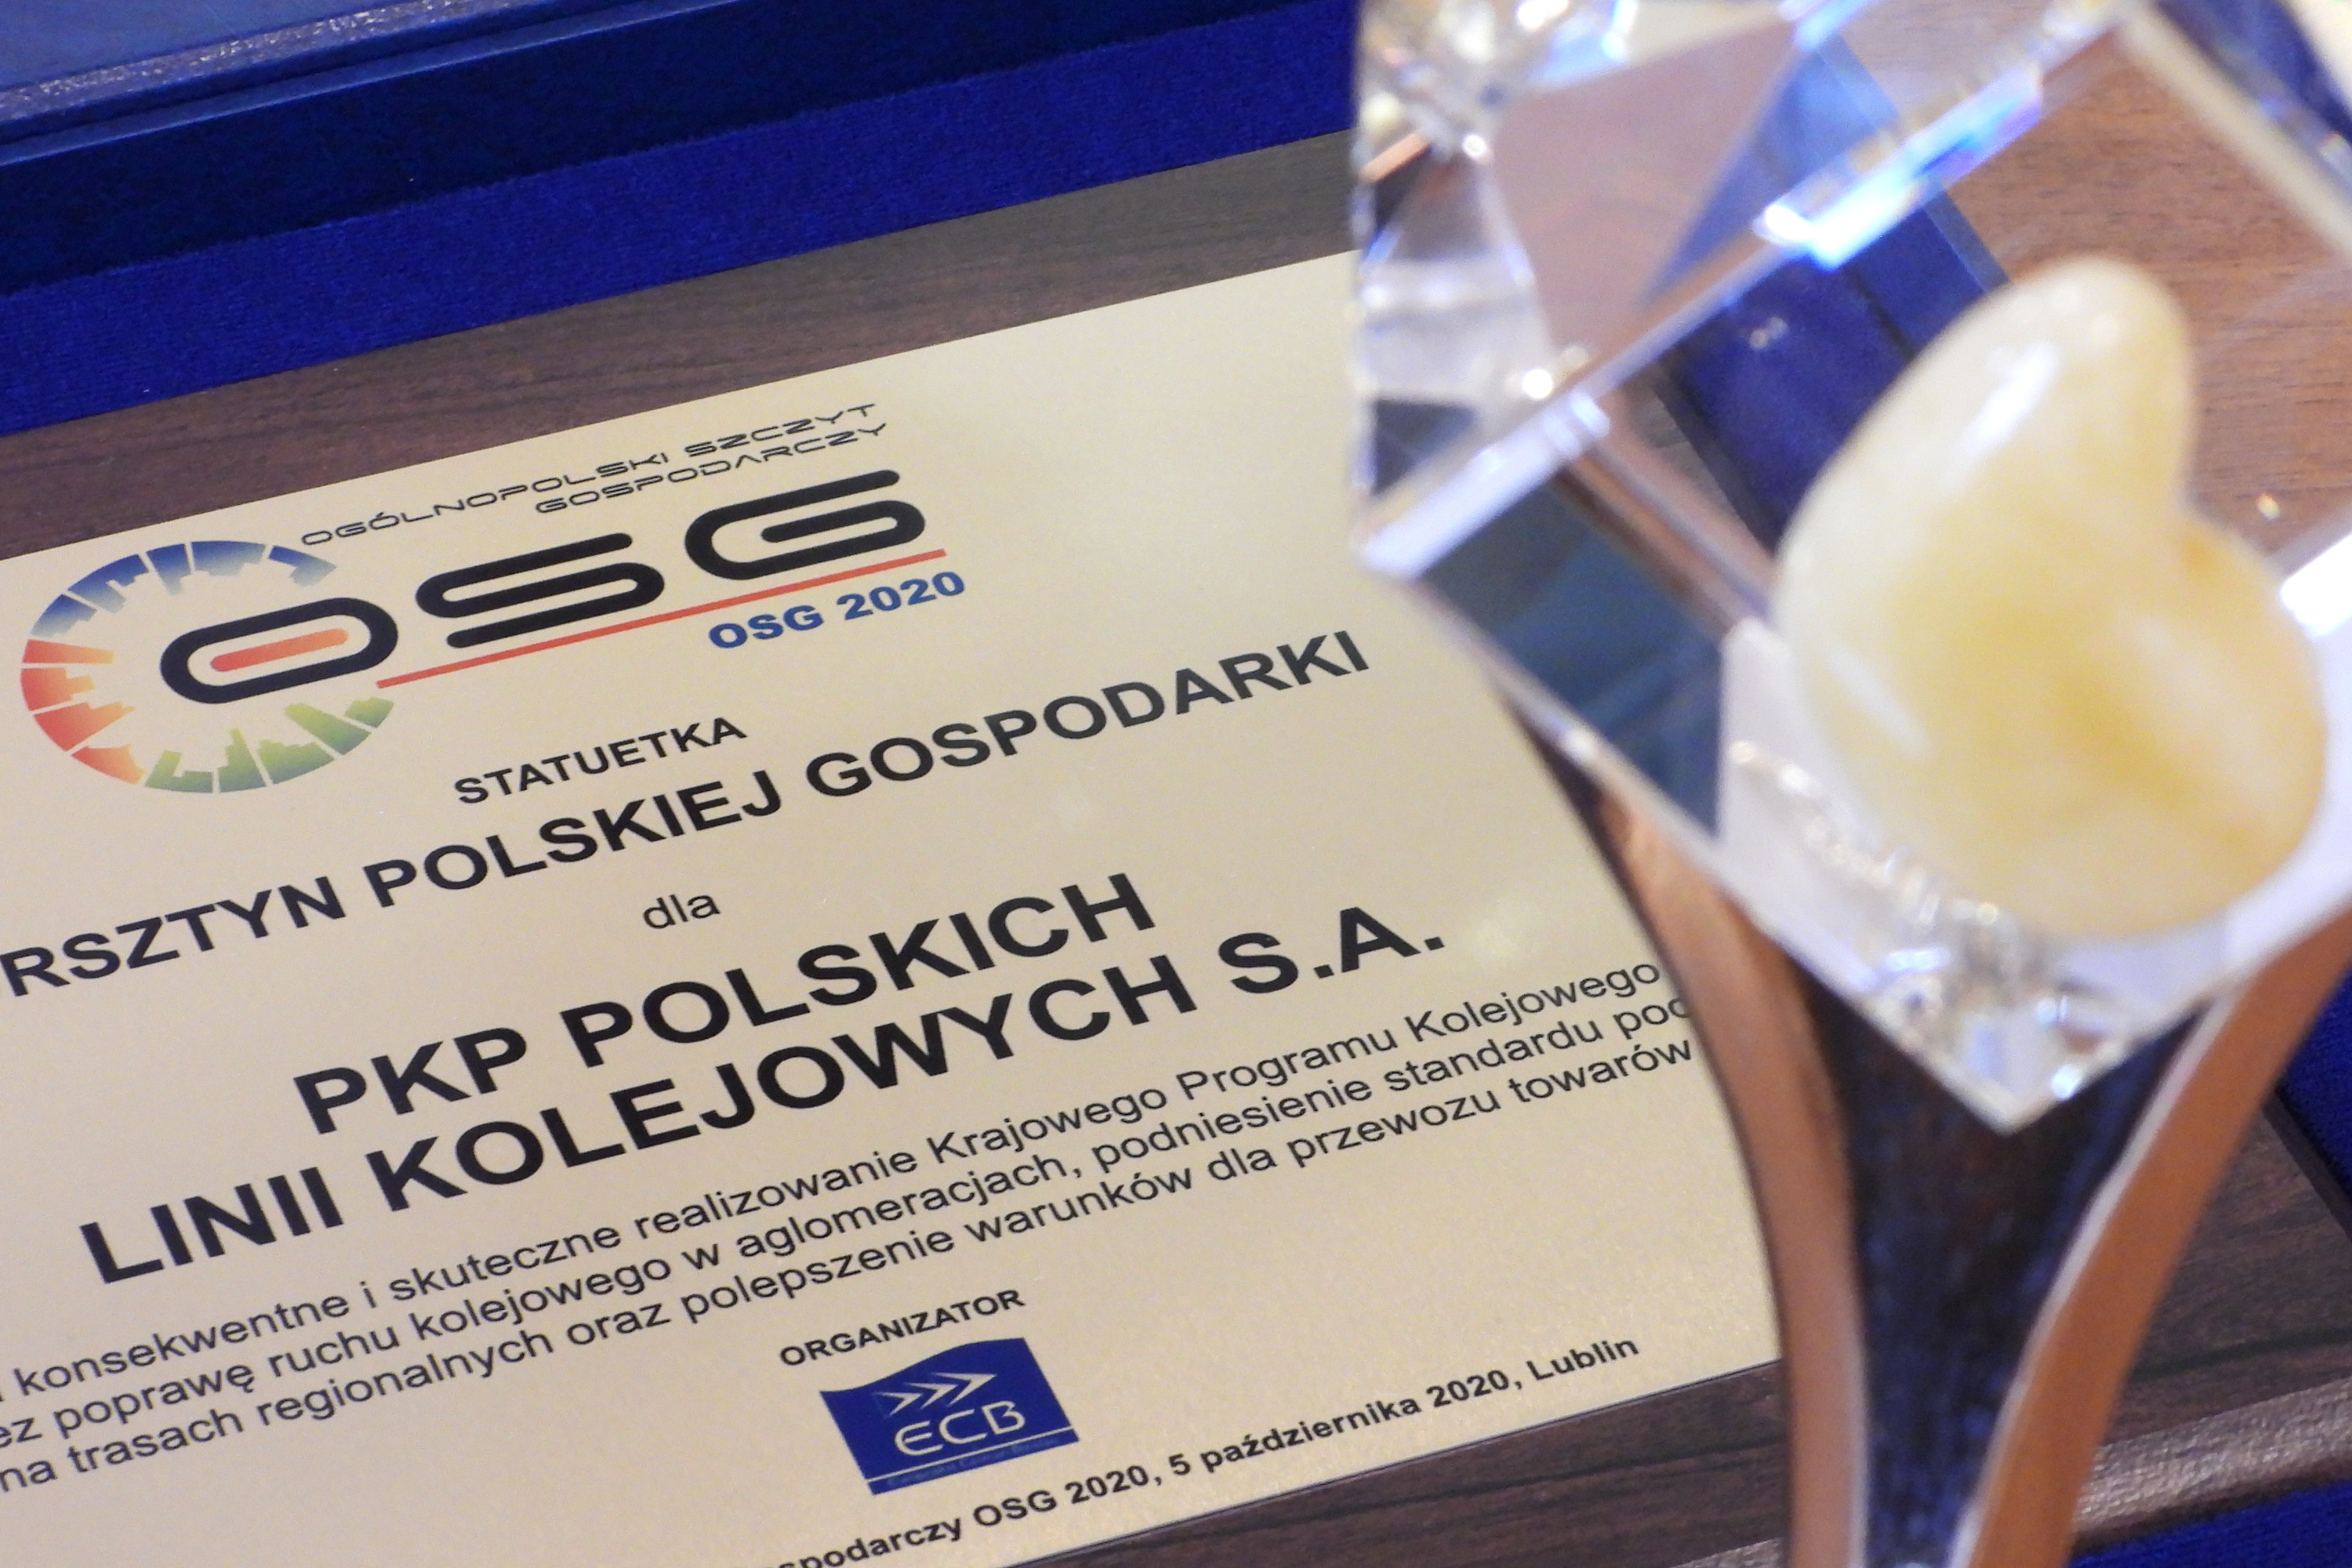 OGÓLNOPOLSKI SZCZYT
GOSPODARCZY
OSG
OSG 2020
STATUETKA
RSZTYN POLSKIEJ GOSPODARKI
dla
PKP POLSKICH
LINII KOLEJOWYCH S.A.
konsekwentne i skuteczne realizowanie Krajowego Programu Kolejowego
ez poprawę ruchu kolejowego w aglomeracjach, podniesienie standardu pod
na trasach regionalnych oraz polepszenie warunków dla przewozu towarów
ORGANIZATOR
ECB
spodarczy OSG 2020, 5 października 2020, Lublin